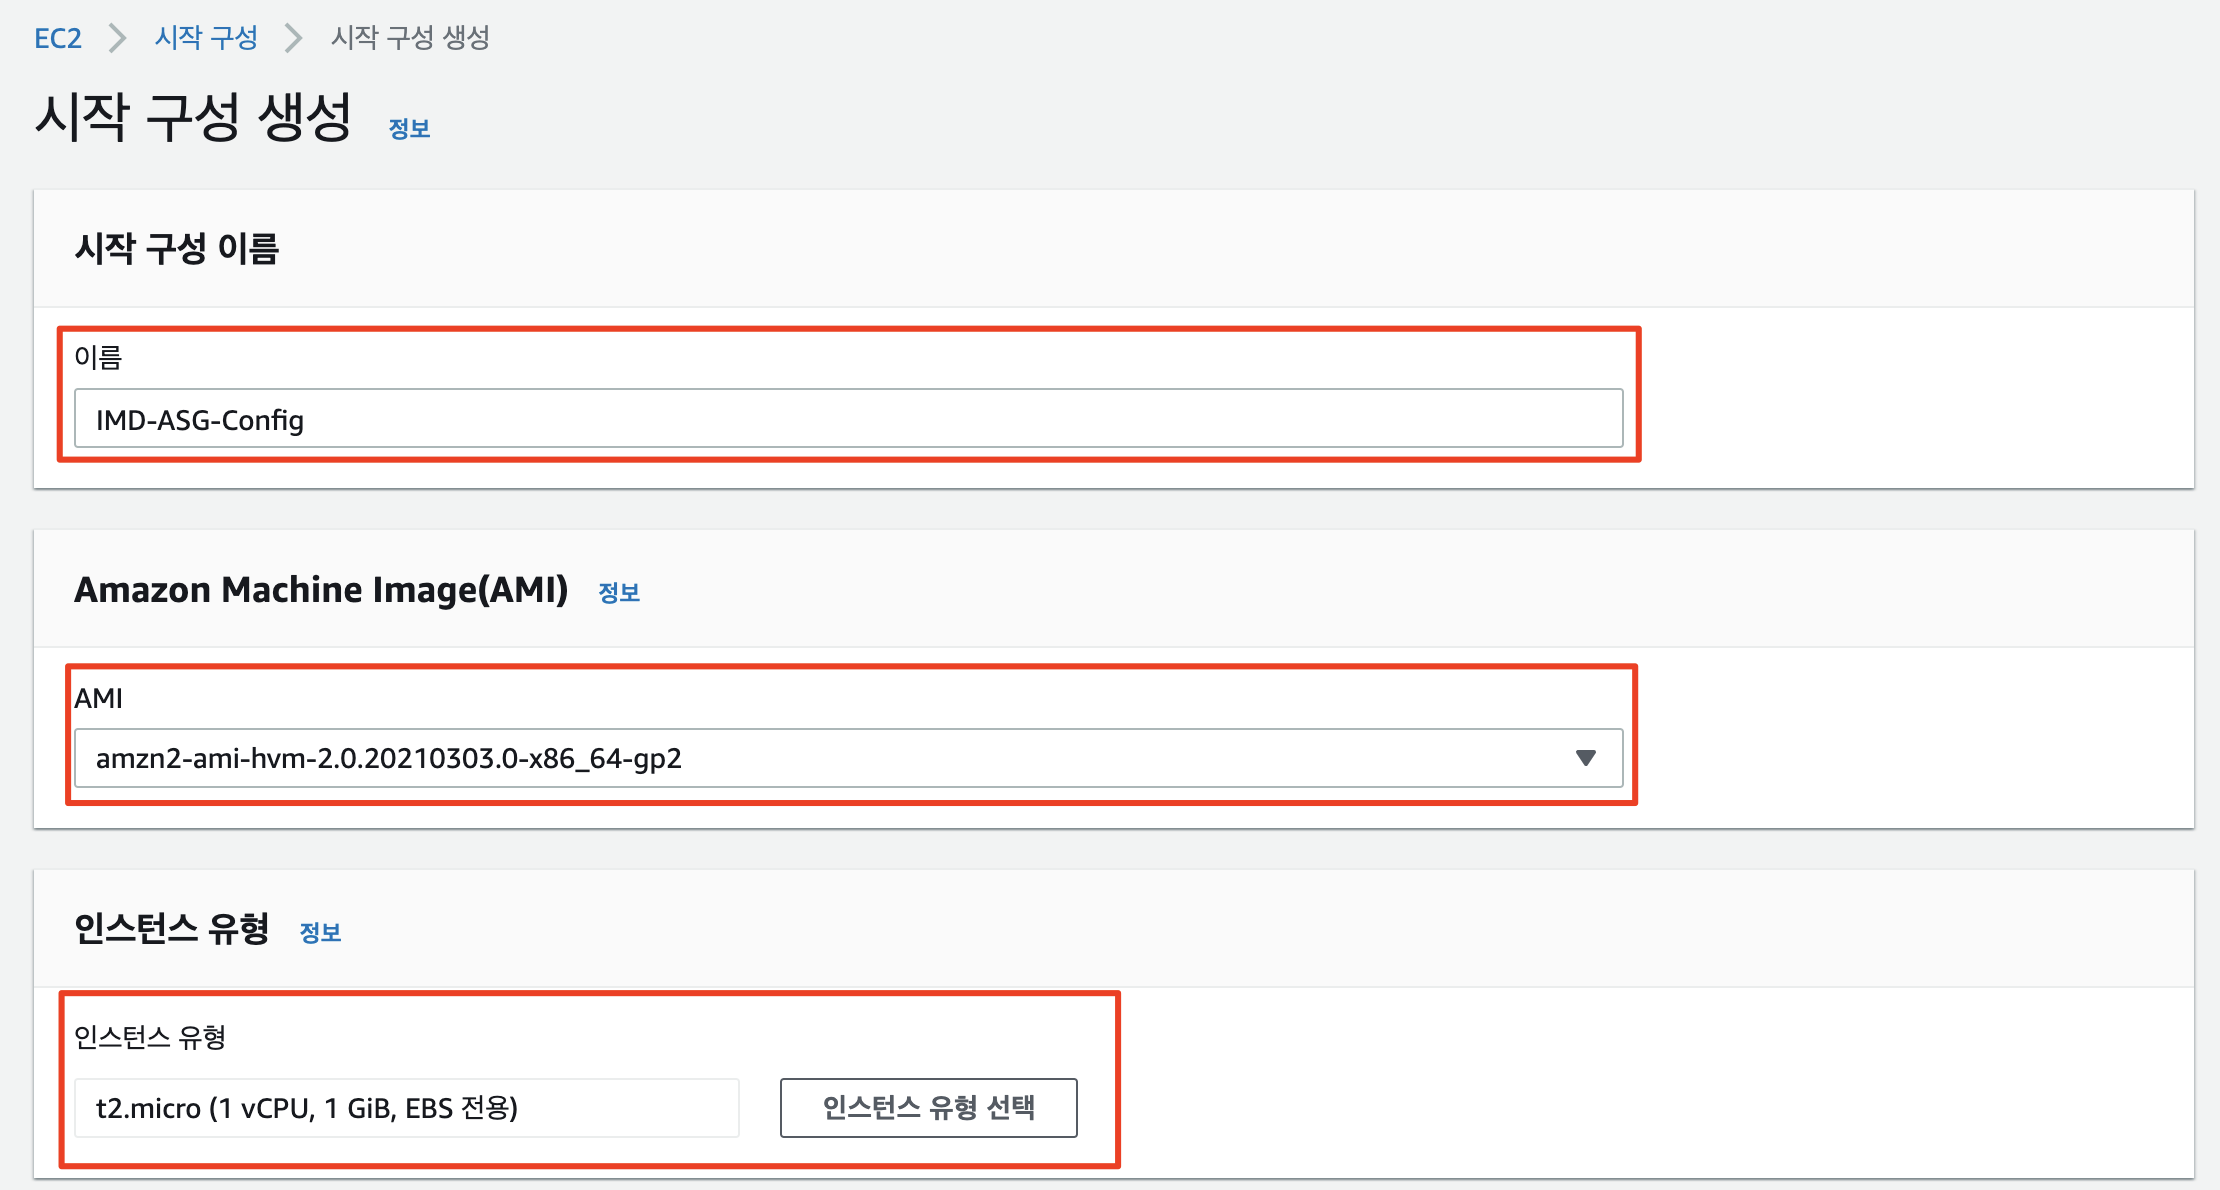 EC2 시작 구성 시작 구성 생성
시작 구성 생성 정보
시작 구성 이름
이름
IMD-ASG-Config
Amazon Machine Image(AMI) 정보
AMI
amzn2-ami-hvm-2.0.20210303.0-x86_64-gp2
인스턴스 유형 정보
인스턴스 유형
t2.micro (1 vCPU, 1 GiB, EBS 전용) 인스턴스 유형 선택